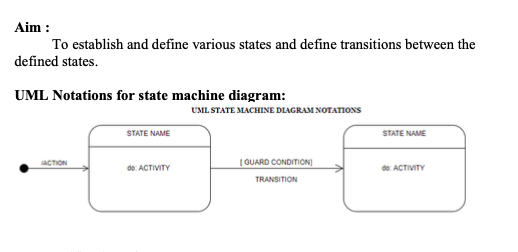 Aim :
To establish and define various states and define transitions between the
defined states.
UML Notations for state machine diagram:
UML STATE MACHINE DIAGRAM NOTATIONS
STATE NAME
STATE NAME
/ACTION
do: ACTIVITY
[ GUARD CONDITION]
do: ACTIVITY
TRANSITION